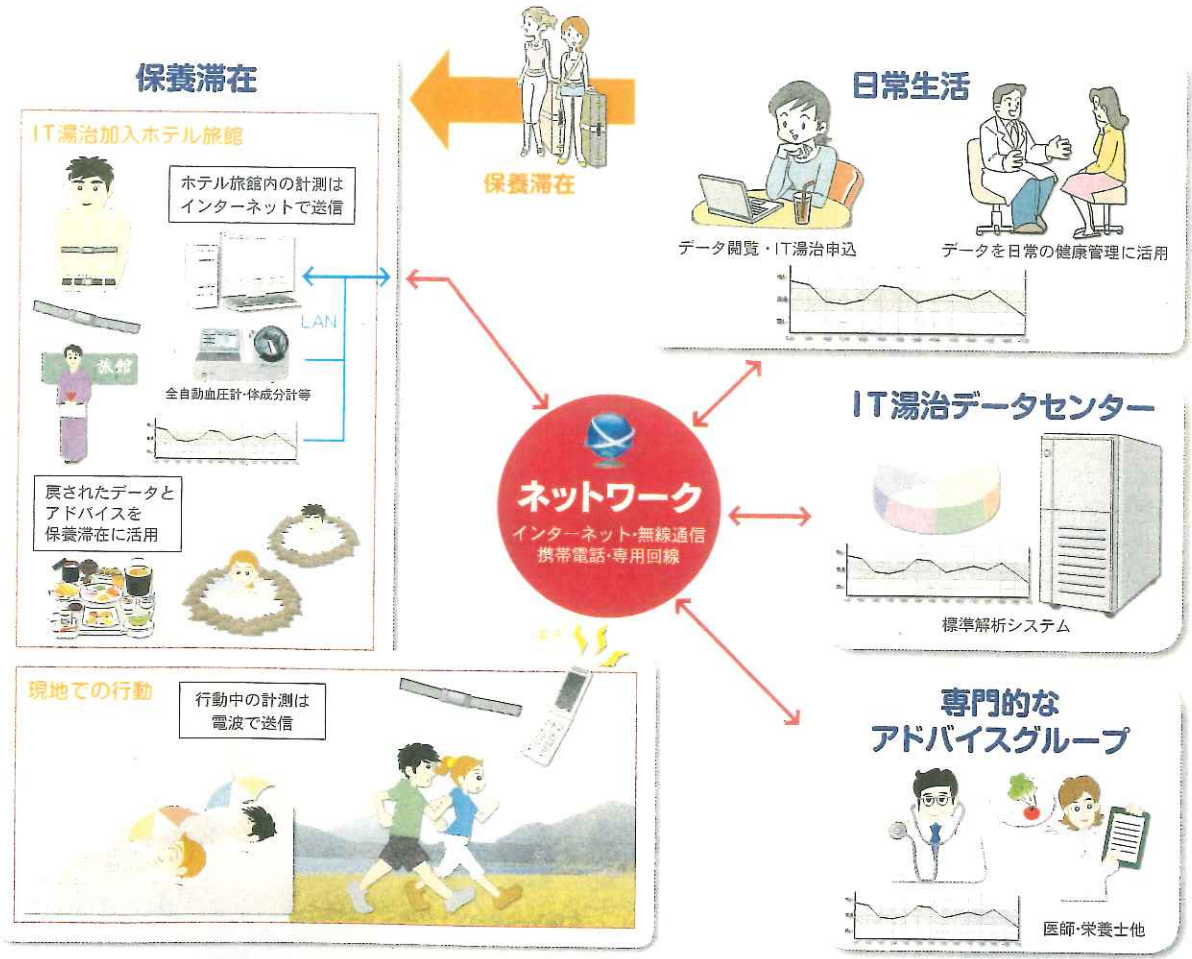 保養滞在
IT湯治加入ホテル旅館
ホテル旅館内の計測は
インターネットで送信
LAN
旅館
全自動血圧計・体成分計等
戻されたデータと
アドバイスを
保養滞在に活用
現地での行動
行動中の計測は
電波で送信
保養滞在
日常生活
データ閲覧・IT湯治申込
データを日常の健康管理に活用
ネットワーク
インターネット・無線通信
携帯電話・専用回線
IT湯治データセンター
標準解析システム
専門的な
アドバイスグループ
医師・栄養士他